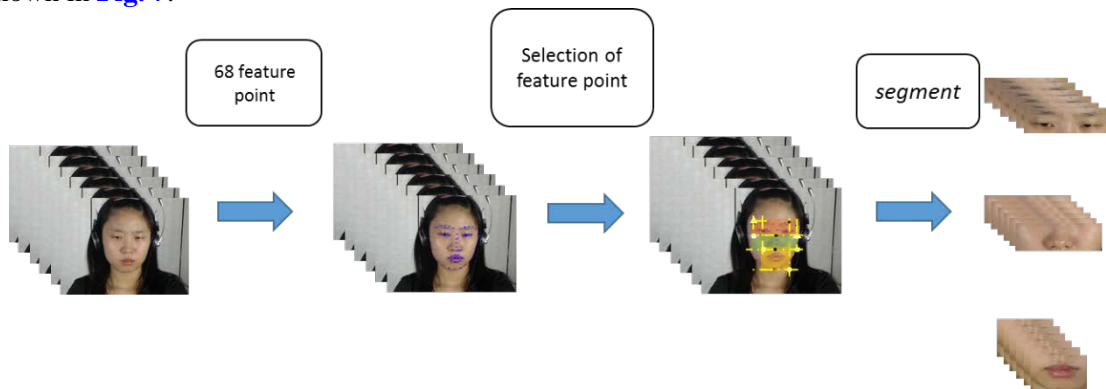 68 feature
point
Selection of
feature point
segment